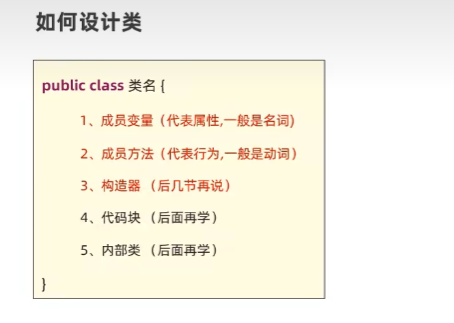 如何设计类
public class 类名 {
1、成员变量（代表属性,一般是名词)
2、成员方法（代表行为,一般是动词）
3、构造器 （后几节再说）
4、代码块 （后面再学）
5、内部类 （后面再学）
}